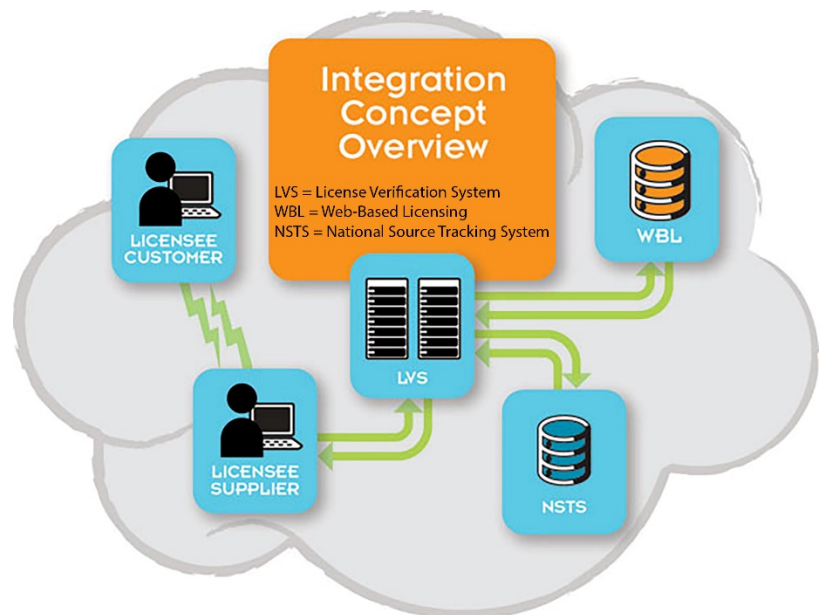 Integration
Concept
Overview
LVS = License Verification System
WBL = Web-Based Licensing
NSTS = National Source Tracking System
LICENSEE
CUSTOMER
WBL
LVS
LICENSEE
SUPPLIER
NSTS